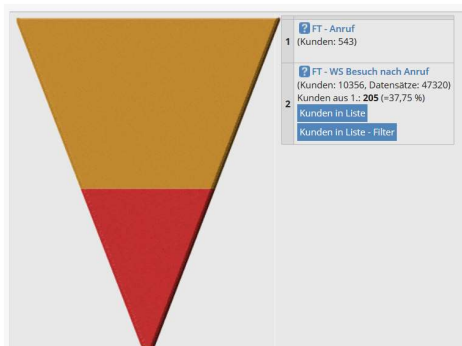 1
? FT - Anruf
(Kunden: 543)
2
? FT - WS Besuch nach Anruf
(Kunden: 10356, Datensätze: 47320)
Kunden aus 1.: 205 (=37,75 %)
Kunden in Liste
Kunden in Liste - Filter